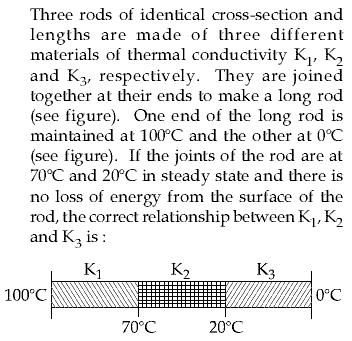 Three rods of identical cross-section and
lengths are made of three different
materials of thermal conductivity K₁, K₂
and K₃, respectively. They are joined
together at their ends to make a long rod
(see figure). One end of the long rod is
maintained at 100°C and the other at 0°C
(see figure). If the joints of the rod are at
70°C and 20°C in steady state and there is
no loss of energy from the surface of the
rod, the correct relationship between K₁, K₂
and K₃ is :
K₁ K₂ K₃
100°C 0°C
70°C 20°C